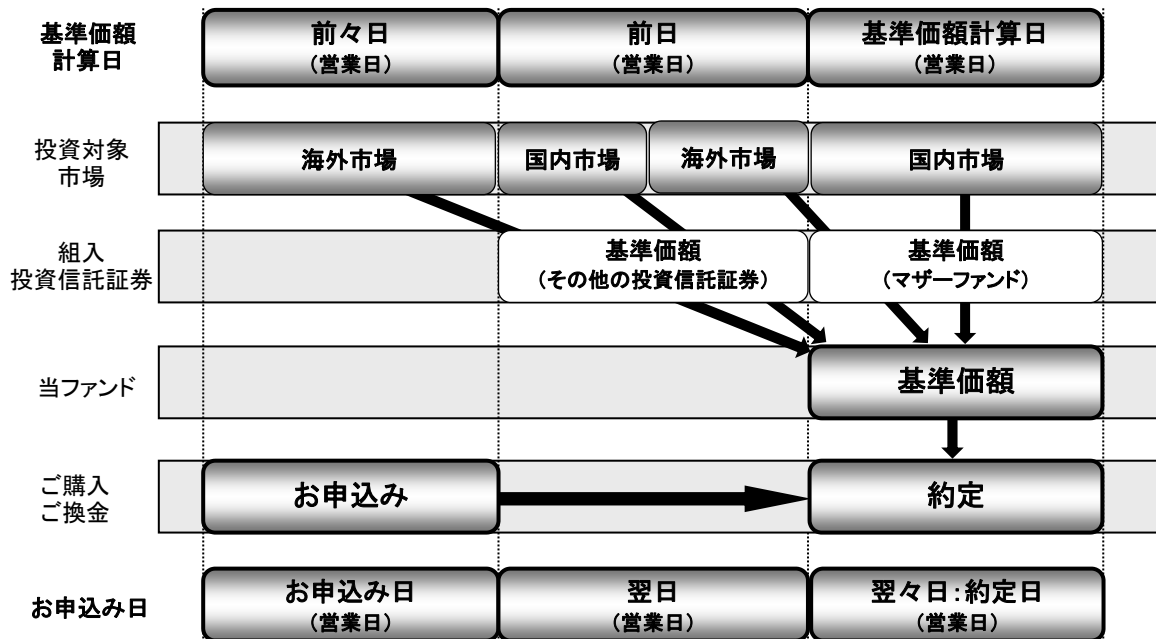 基準価額
計算日
前々日
(営業日)
前日
(営業日)
基準価額計算日
(営業日)
投資対象
市場
海外市場
国内市場
海外市場
国内市場
組入
投資信託証券
基準価額
(その他の投資信託証券)
基準価額
(マザーファンド)
当ファンド
基準価額
ご購入
ご換金
お申込み
約定
お申込み日
お申込み日
(営業日)
翌日
(営業日)
翌々日:約定日
(営業日)